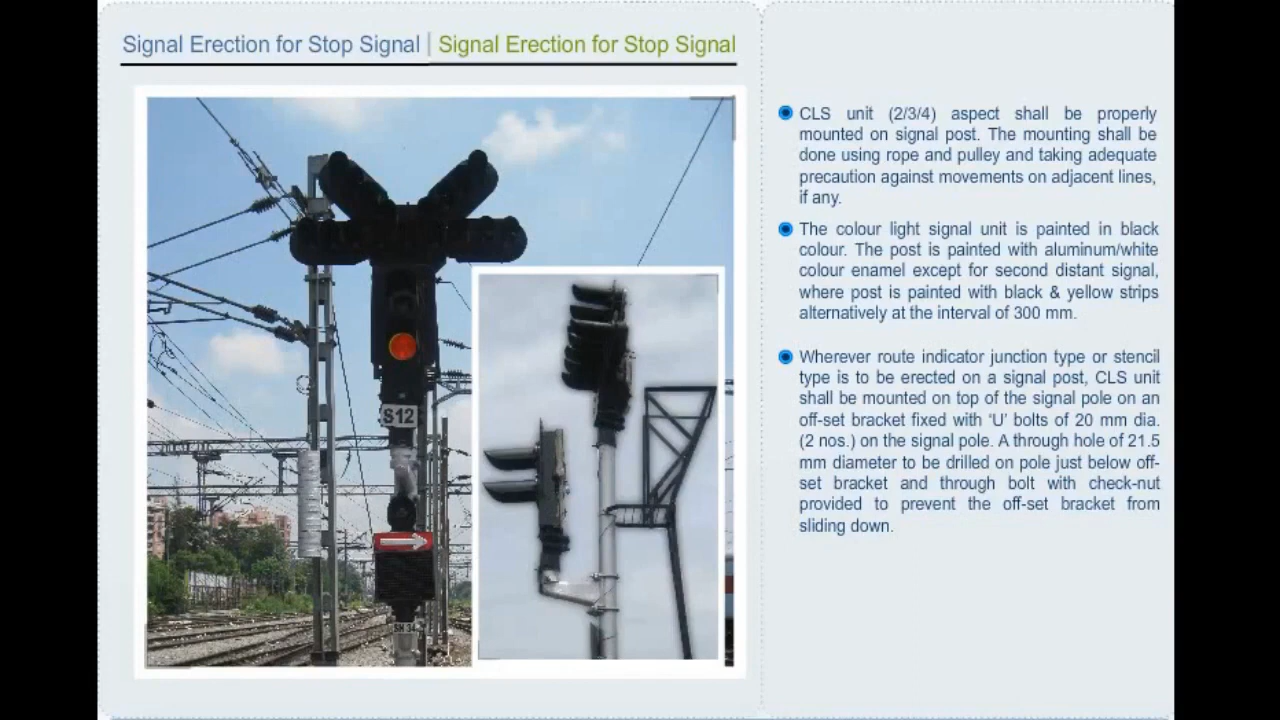 Signal Erection for Stop Signal | Signal Erection for Stop Signal
CLS unit (2/3/4) aspect shall be properly
mounted on signal post. The mounting shall be
done using rope and pulley and taking adequate
precaution against movements on adjacent lines,
if any.
The colour light signal unit is painted in black
colour. The post is painted with aluminum/white
colour enamel except for second distant signal,
where post is painted with black & yellow strips
alternatively at the interval of 300 mm.
Wherever route indicator junction type or stencil
type is to be erected on a signal post, CLS unit
shall be mounted on top of the signal pole on an
off-set bracket fixed with 'U' bolts of 20 mm dia.
(2 nos.) on the signal pole. A through hole of 21.5
mm diameter to be drilled on pole just below off-
set bracket and through bolt with check-nut
provided to prevent the off-set bracket from
sliding down.
S12